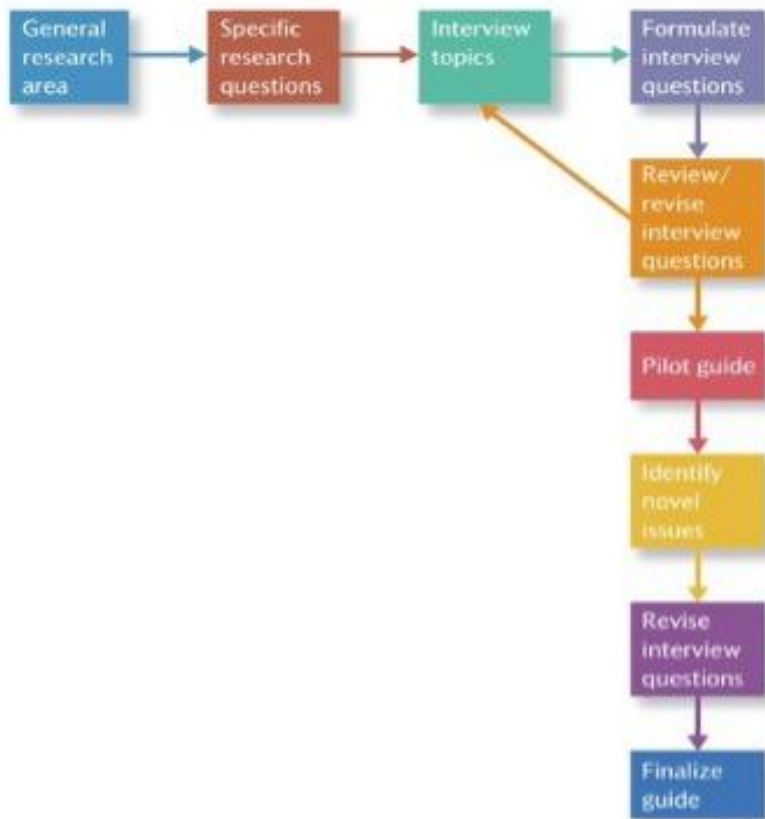 General
research
area
Specific
research
questions
Interview
topics
Formulate
interview
questions
Review/
revise
interview
questions
Pilot guide
Identify
novel
issues
Revise
interview
questions
Finalize
guide